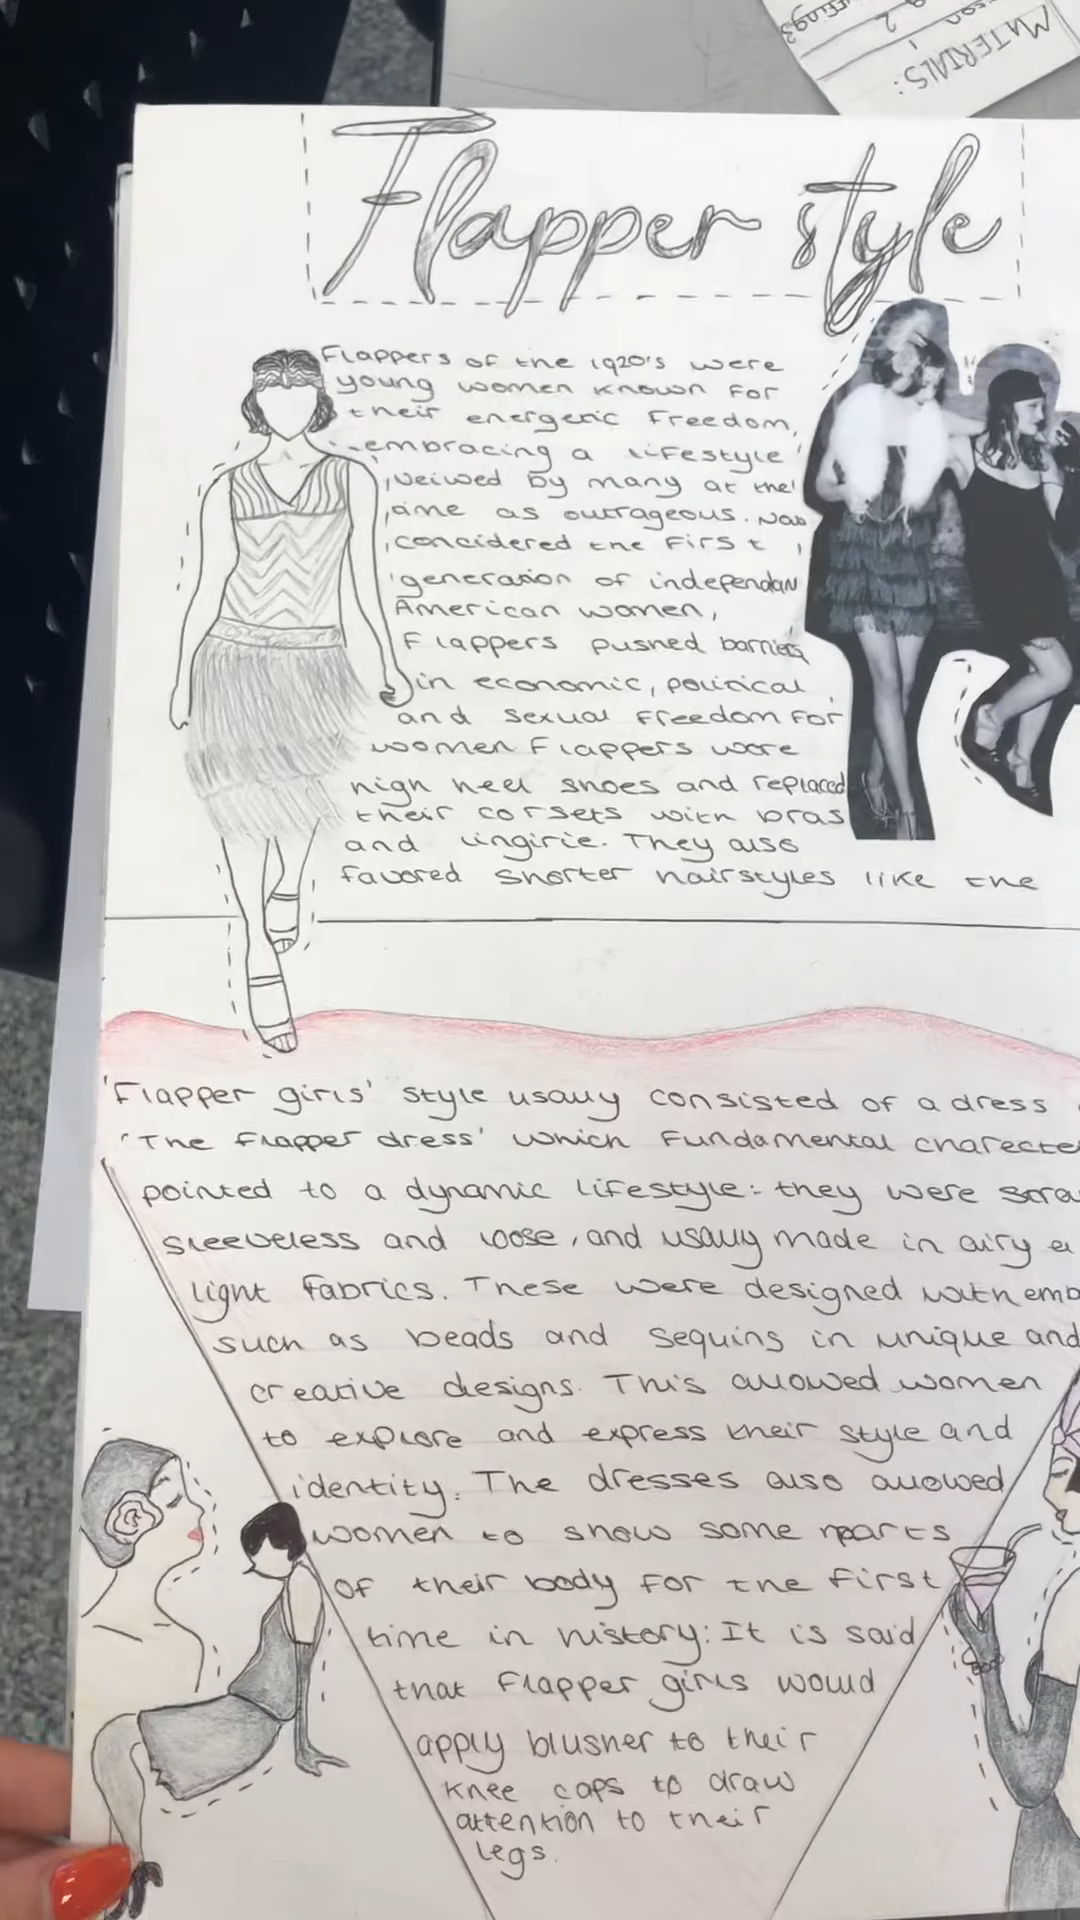 MATERIALS:
Flapper style
Flappers of the 1920's were
young women known for
their energetic freedom,
embracing a lifestyle
veiwed by many at the
time as outrageous. Now
concidered the first
generation of independan
American women,
Flappers pushed barriers
in economic, political
and sexual freedom for
women Flappers wore
high heel shoes and replaced
their corsets with bras
and lingirie. They also
favored shorter hairstyles like the
'Flapper girls' style usally consisted of a dress
'The flapper dress' which fundamental charecte
pointed to a dynamic lifestyle: they were stra
sleeveless and loose, and usally made in airy
light fabrics. These were designed with emb
such as beads and sequins in unique and
creative designs. This allowed women
to explore and express their style and
identity. The dresses also allowed
women to show some parts
of their body for the first
time in history: It is said
that flapper girls would
apply blusher to their
knee caps to draw
attention to their
legs.